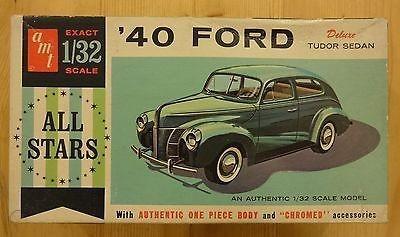 amt
EXACT
1/32
SCALE
'40 FORD
Deluxe
TUDOR SEDAN
ALL
STARS
AN AUTHENTIC 1/32 SCALE MODEL
With AUTHENTIC ONE PIECE BODY and "CHROMED" accessories